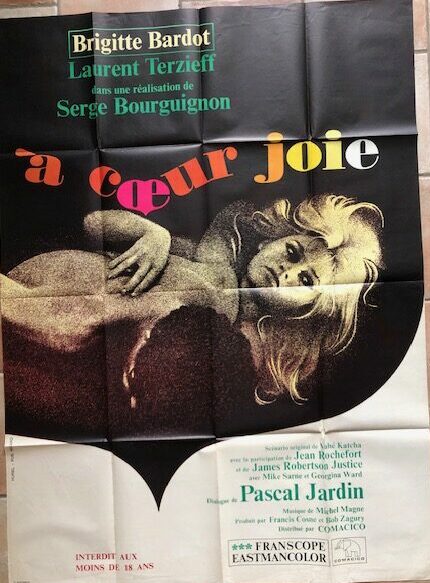 Brigitte Bardot
Laurent Terzieff
dans une réalisation de
Serge Bourguignon
à cœur joie
Scénario original de Vahé Katcha
avec la participation de Jean Rochefort
et de James Robertson Justice
avec Mike Sarne et Georgina Ward
Dialogue de Pascal Jardin
Musique de Michel Magne
Produit par Francis Cosne et Bob Zagury
Distribué par COMACICO
INTERDIT AUX
MOINS DE 18 ANS
*** FRANSCOPE
EASTMANCOLOR
COMACICO